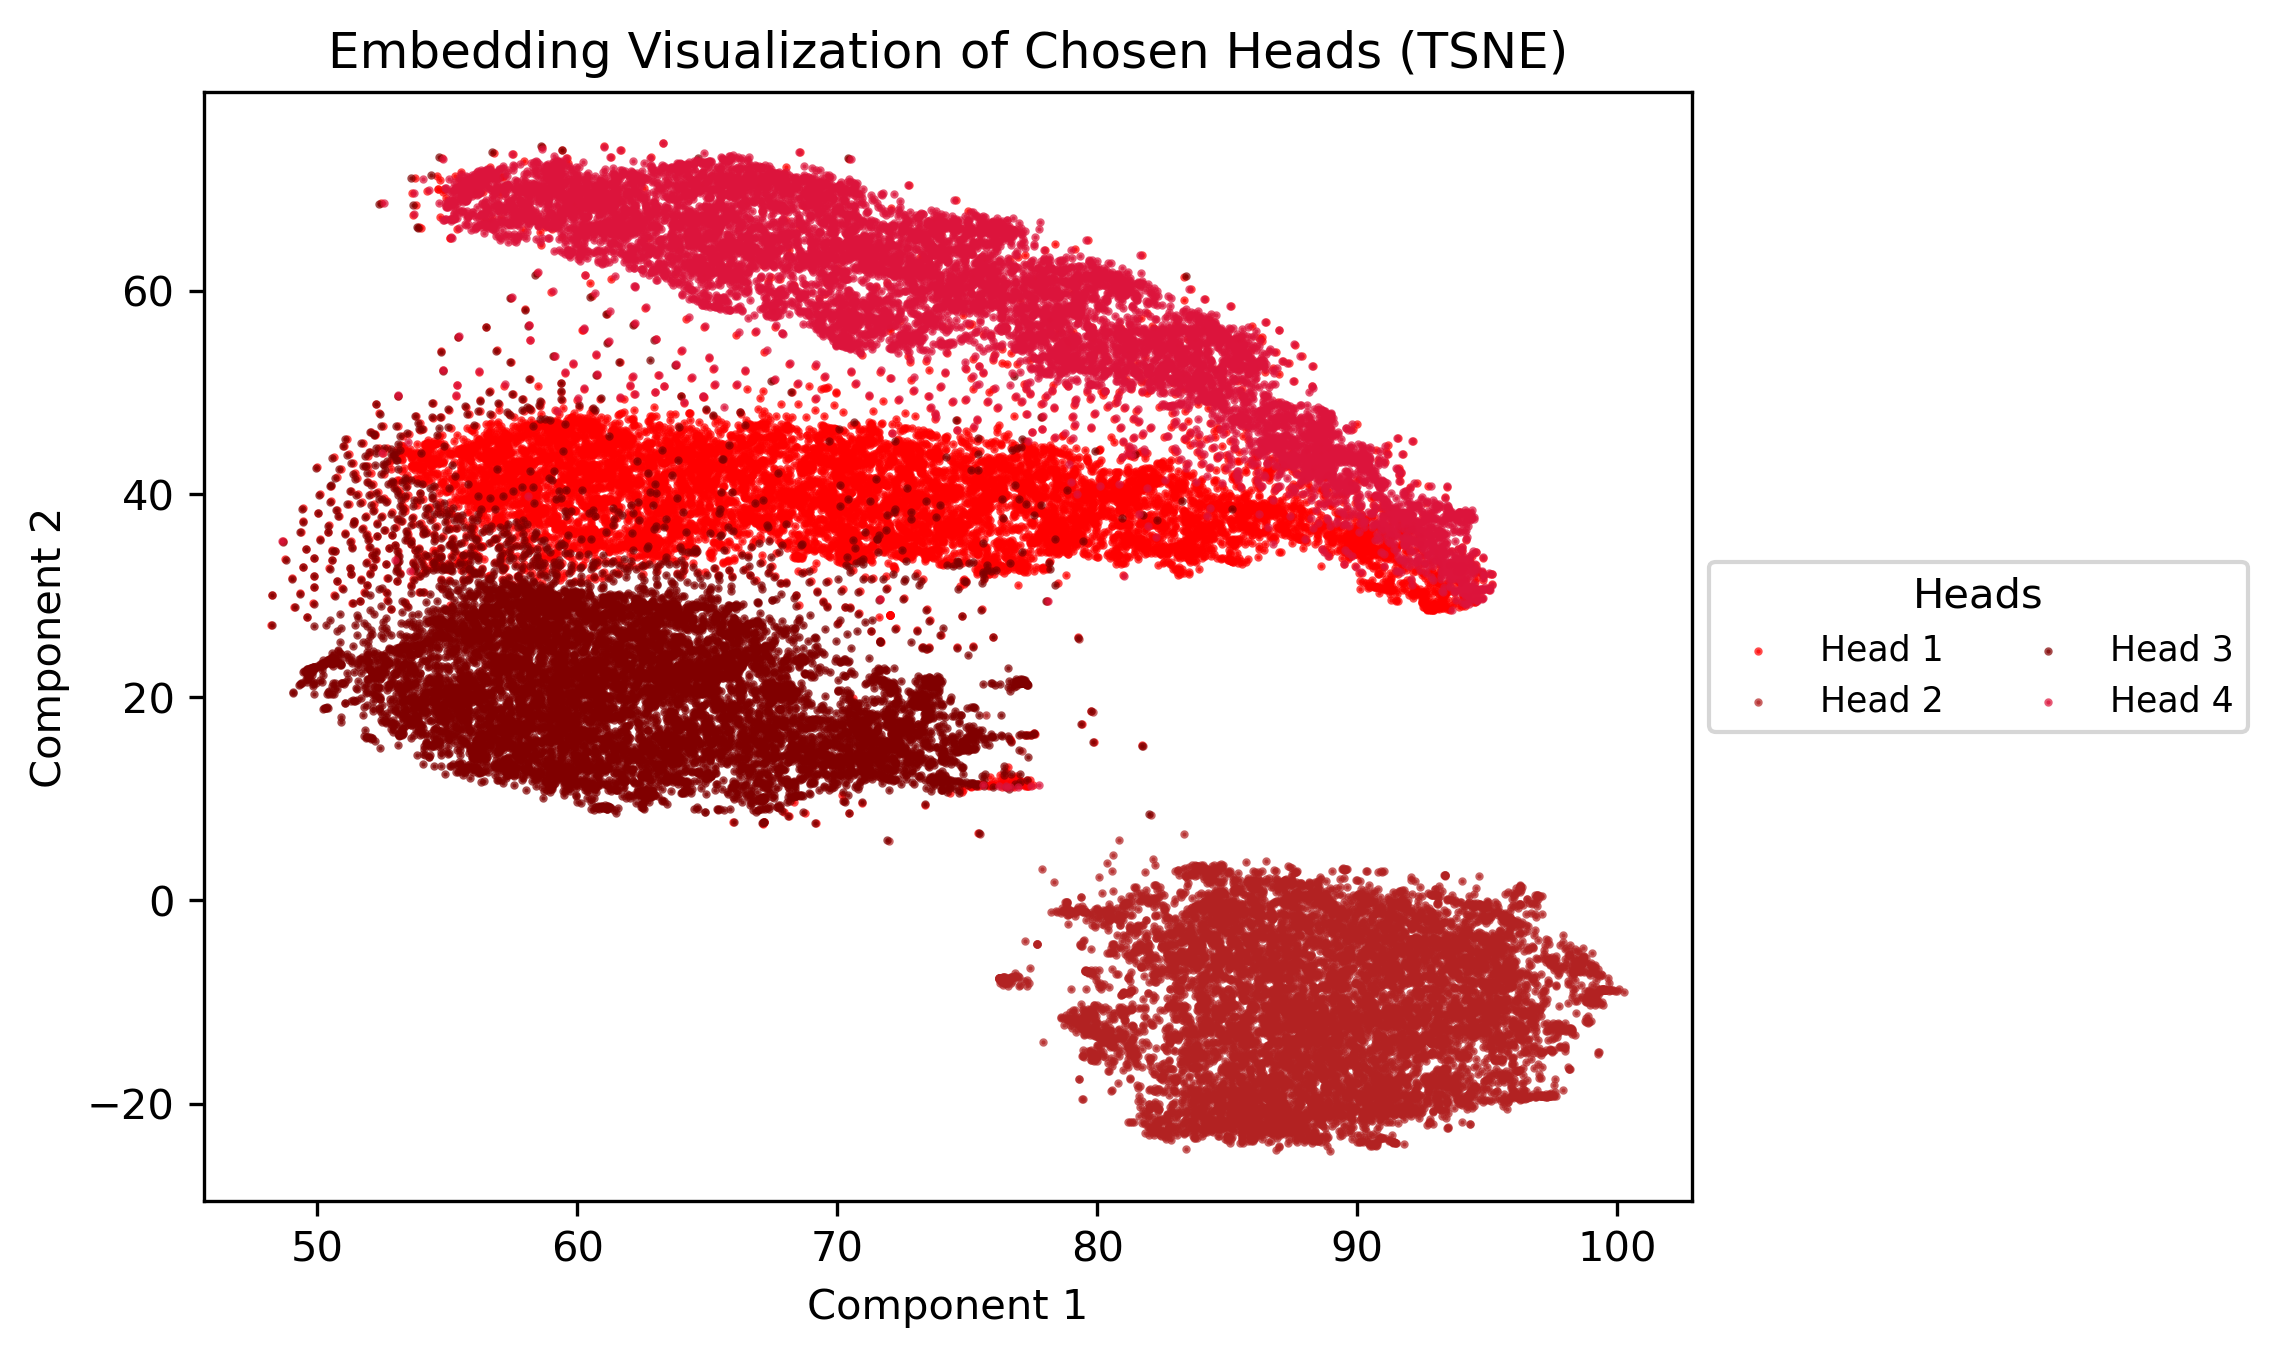 Embedding Visualization of Chosen Heads (TSNE)
Component 2
60
40
20
0
−20
50 60 70 80 90 100
Component 1
Heads
Head 1 Head 3
Head 2 Head 4